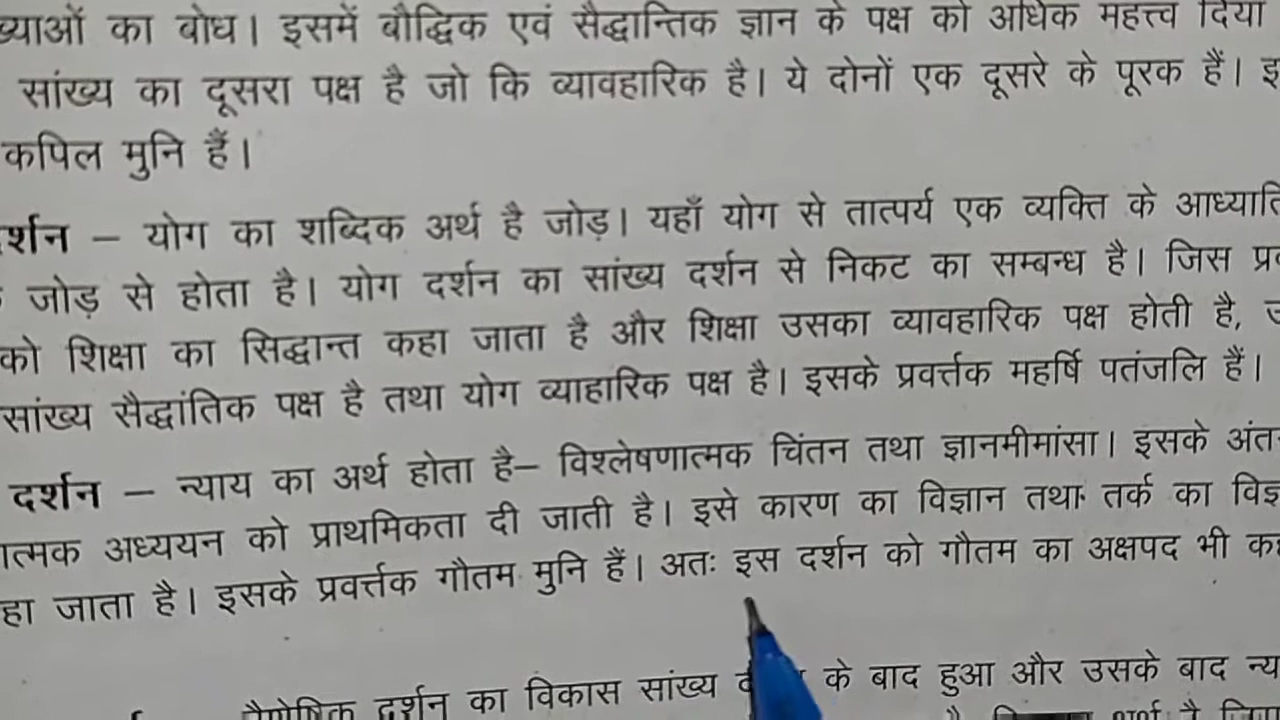 ख्याओं का बोध। इसमें बौद्धिक एवं सैद्धान्तिक ज्ञान के पक्ष को अधिक महत्त्व दिया
सांख्य का दूसरा पक्ष है जो कि व्यावहारिक है। ये दोनों एक दूसरे के पूरक हैं। इ
कपिल मुनि हैं।
र्शन – योग का शब्दिक अर्थ है जोड़। यहाँ योग से तात्पर्य एक व्यक्ति के आध्याति
जोड़ से होता है। योग दर्शन का सांख्य दर्शन से निकट का सम्बन्ध है। जिस प्र
को शिक्षा का सिद्धान्त कहा जाता है और शिक्षा उसका व्यावहारिक पक्ष होती है,
सांख्य सैद्धांतिक पक्ष है तथा योग व्याहारिक पक्ष है। इसके प्रवर्त्तक महर्षि पतंजलि हैं।
दर्शन – न्याय का अर्थ होता है– विश्लेषणात्मक चिंतन तथा ज्ञानमीमांसा। इसके अंत
ात्मक अध्ययन को प्राथमिकता दी जाती है। इसे कारण का विज्ञान तथा तर्क का विज्ञ
हा जाता है। इसके प्रवर्त्तक गौतम मुनि हैं। अतः इस दर्शन को गौतम का अक्षपद भी क
वैशेषिक दर्शन का विकास सांख्य के बाद हुआ और उसके बाद न्य